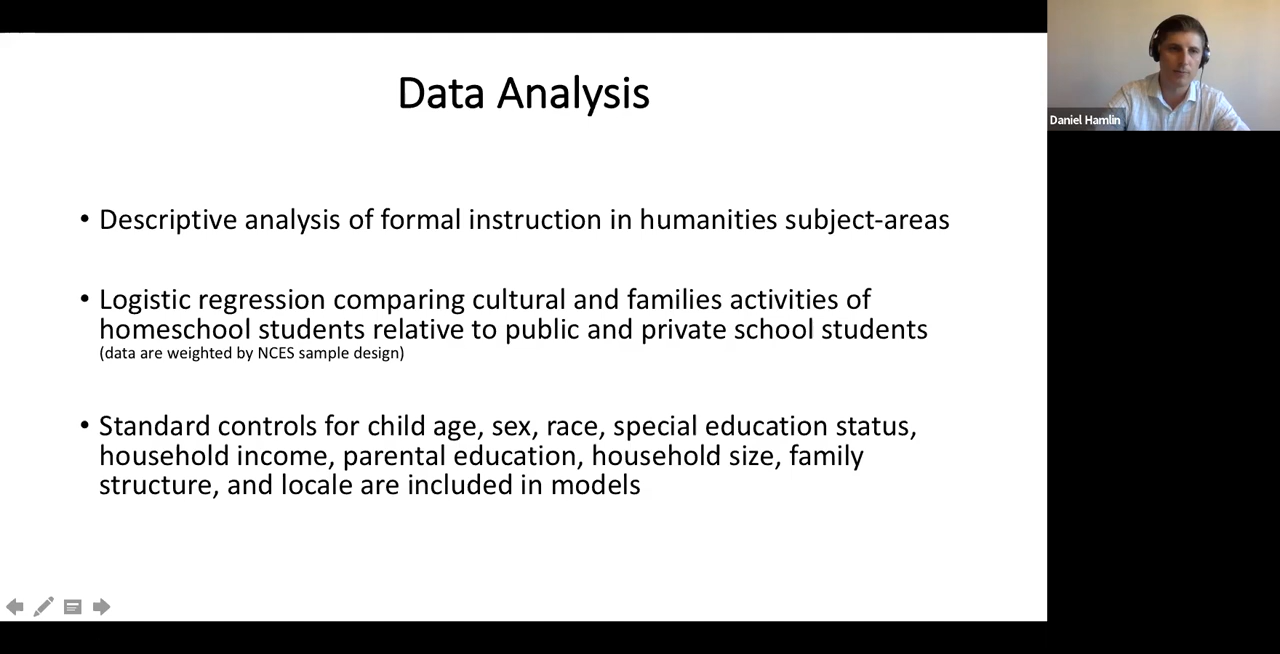 Data Analysis
• Descriptive analysis of formal instruction in humanities subject-areas
• Logistic regression comparing cultural and families activities of
homeschool students relative to public and private school students
(data are weighted by NCES sample design)
• Standard controls for child age, sex, race, special education status,
household income, parental education, household size, family
structure, and locale are included in models
Daniel Hamlin